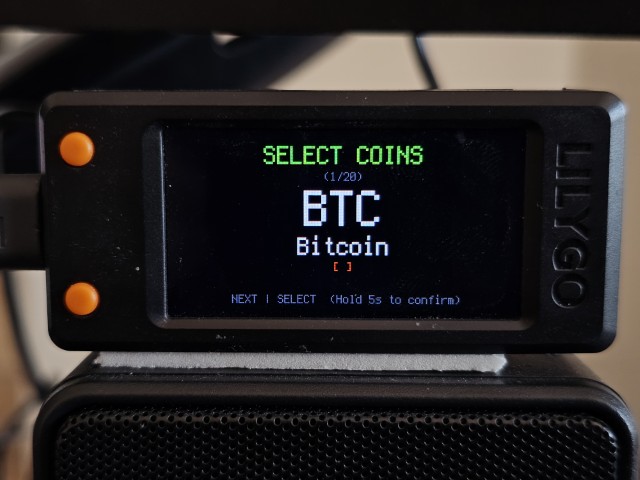 SELECT COINS
(1/20)
BTC
Bitcoin
[ ]
NEXT | SELECT (Hold 5s to confirm)
LILYGO